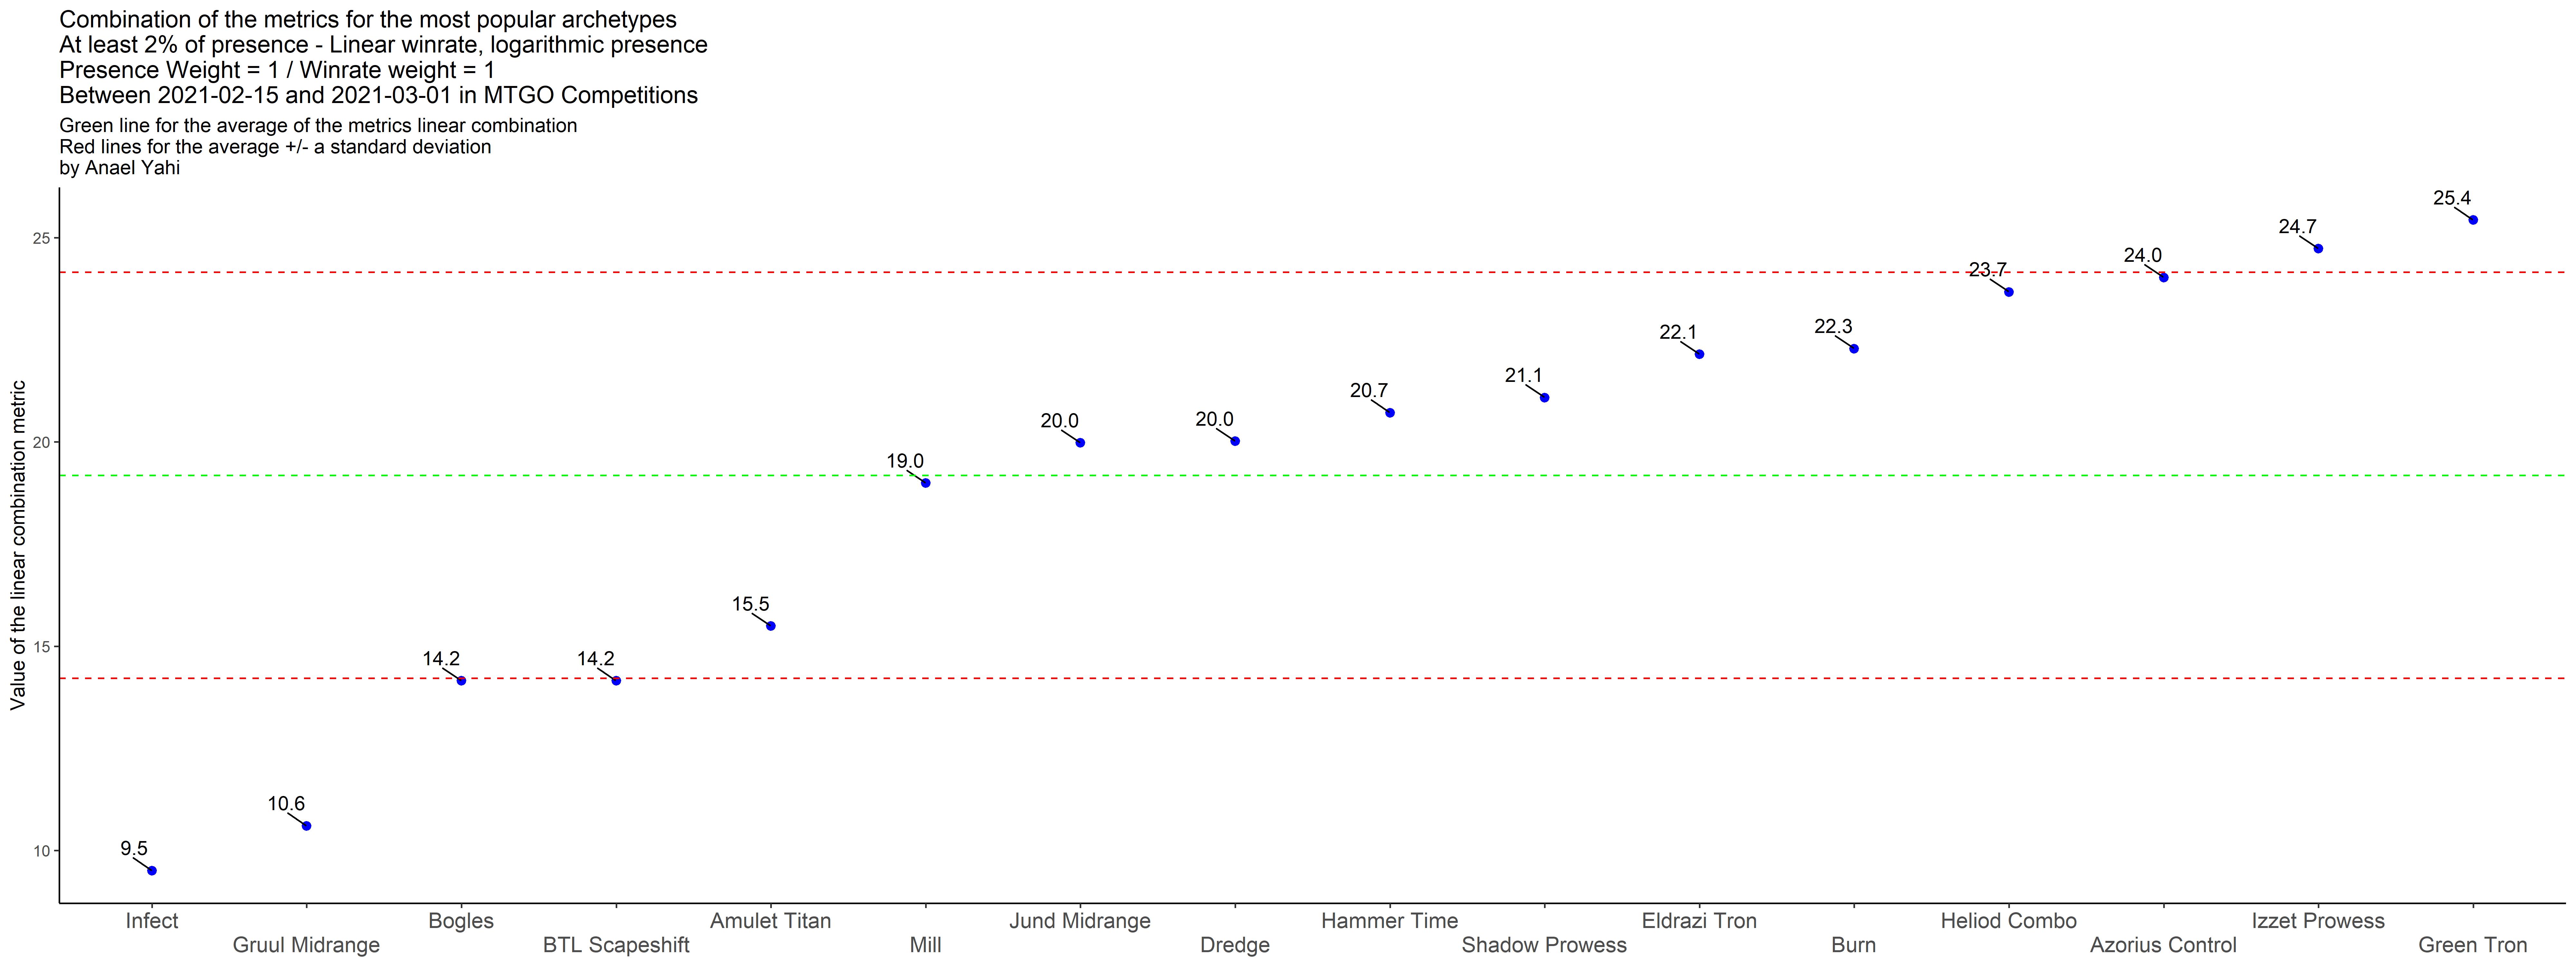 Combination of the metrics for the most popular archetypes
At least 2% of presence - Linear winrate, logarithmic presence
Presence Weight = 1 / Winrate weight = 1
Between 2021-02-15 and 2021-03-01 in MTGO Competitions
Green line for the average of the metrics linear combination
Red lines for the average +/- a standard deviation
by Anael Yahi
Value of the linear combination metric
25
20
15
10
9.5
10.6
14.2
14.2
15.5
19.0
20.0
20.0
20.7
21.1
22.1
22.3
23.7
24.0
24.7
25.4
Infect
Gruul Midrange
Bogles
BTL Scapeshift
Amulet Titan
Mill
Jund Midrange
Dredge
Hammer Time
Shadow Prowess
Eldrazi Tron
Burn
Heliod Combo
Azorius Control
Izzet Prowess
Green Tron